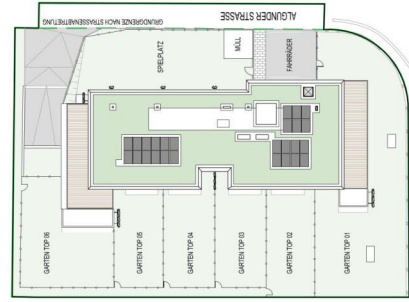 ALGUNDER STRASSE
GRUNDGRENZE NACH STRASSENABTRETUNG
SPIELPLATZ
MÜLL
FAHRRÄDER
GARTEN TOP 06
GARTEN TOP 05
GARTEN TOP 04
GARTEN TOP 03
GARTEN TOP 02
GARTEN TOP 01